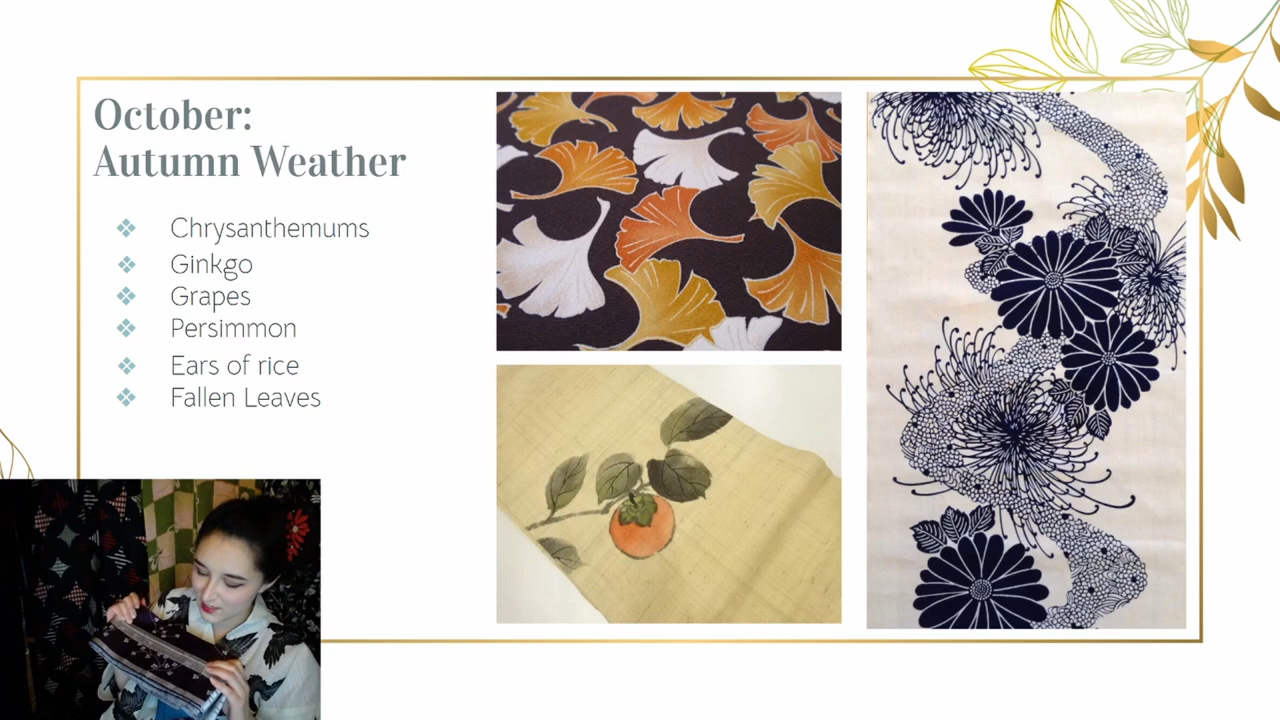 October:
Autumn Weather
Chrysanthemums
Ginkgo
Grapes
Persimmon
Ears of rice
Fallen Leaves